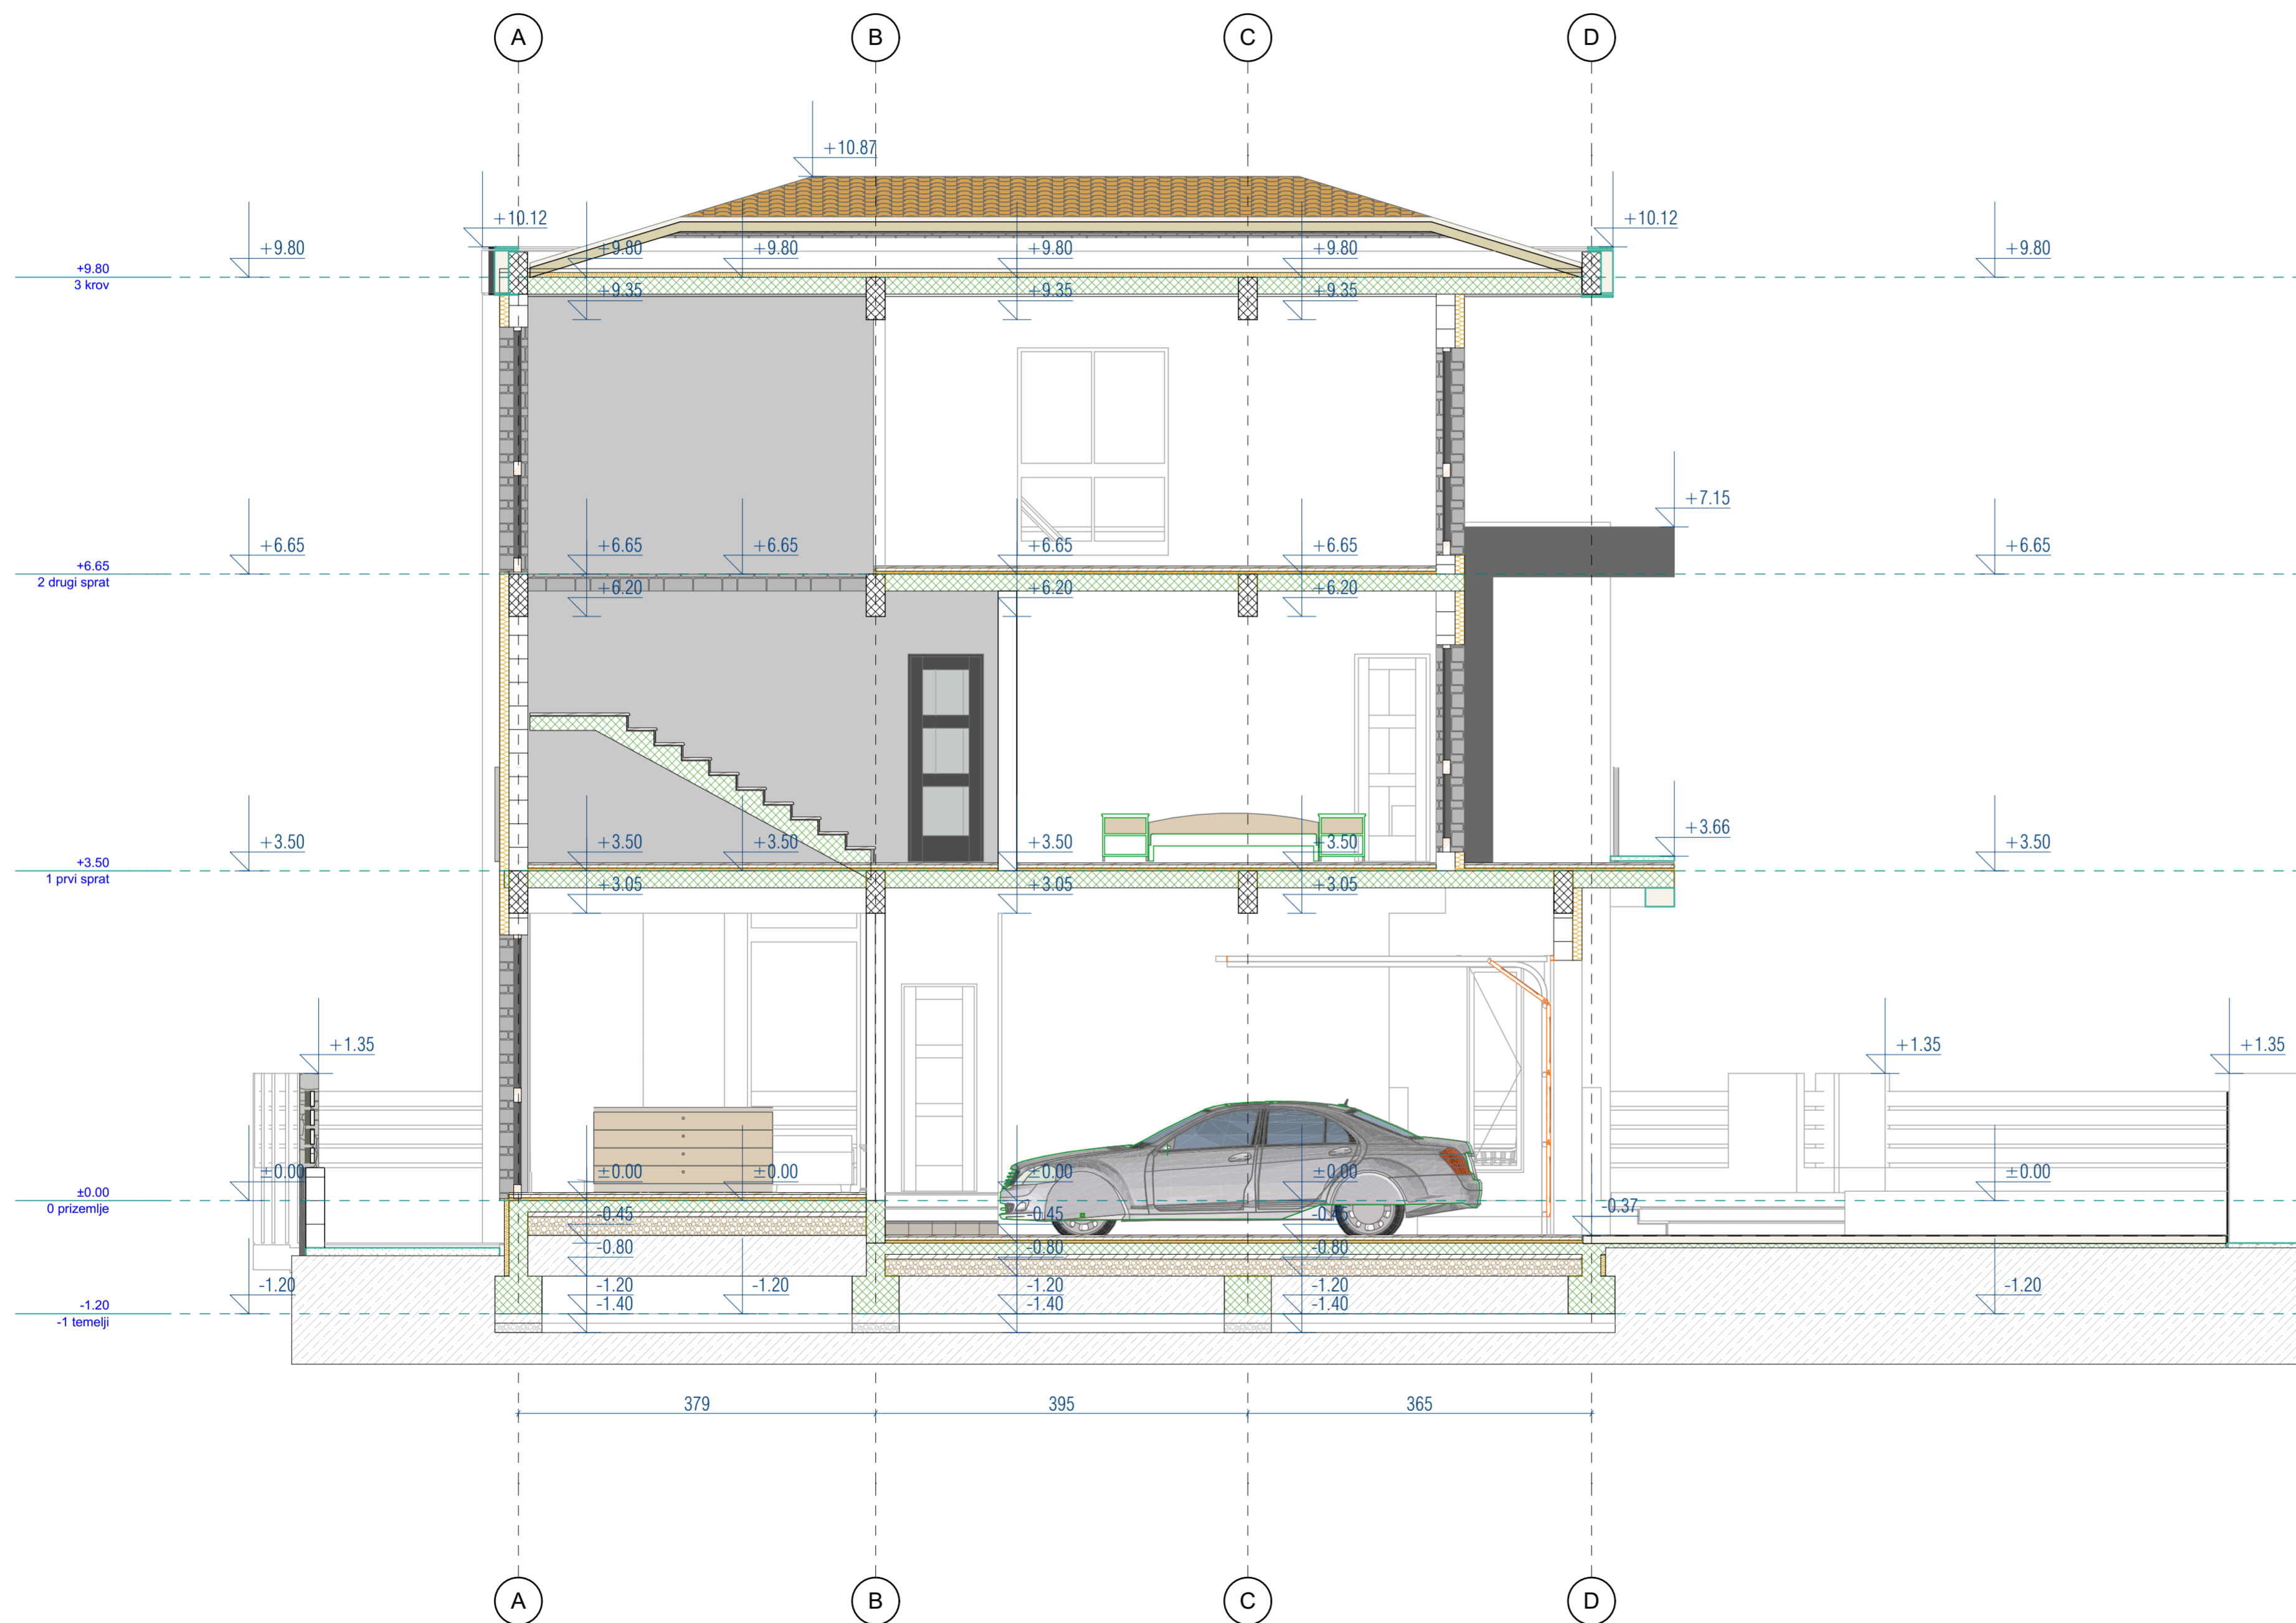 A B C D
+10.87
+10.12 +10.12
+9.80 +9.80 +9.80 +9.80 +9.80 +9.80
+9.80
3 krov
+9.35 +9.35 +9.35
+7.15
+6.65 +6.65 +6.65 +6.65 +6.65 +6.65
+6.65
2 drugi sprat
+6.20 +6.20 +6.20
+3.66
+3.50 +3.50 +3.50 +3.50 +3.50 +3.50
+3.50
1 prvi sprat
+3.05 +3.05 +3.05
+1.35 +1.35 +1.35
±0.00 ±0.00 ±0.00 ±0.00 ±0.00 ±0.00
±0.00
0 prizemlje
-0.37
-0.45 -0.45 -0.45
-0.80 -0.80 -0.80
-1.20 -1.20 -1.20 -1.20 -1.20 -1.20
-1.20
-1 temelji
-1.40 -1.40 -1.40
379 395 365
A B C D